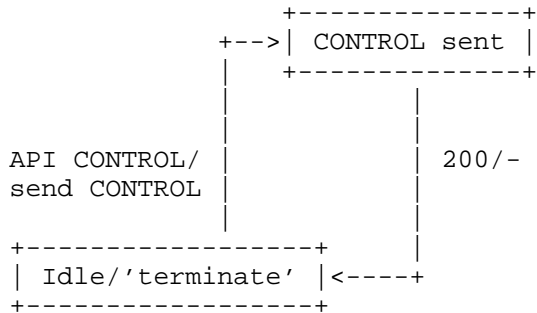 CONTROL sent
API CONTROL/ 200/-
send CONTROL
Idle/'terminate'